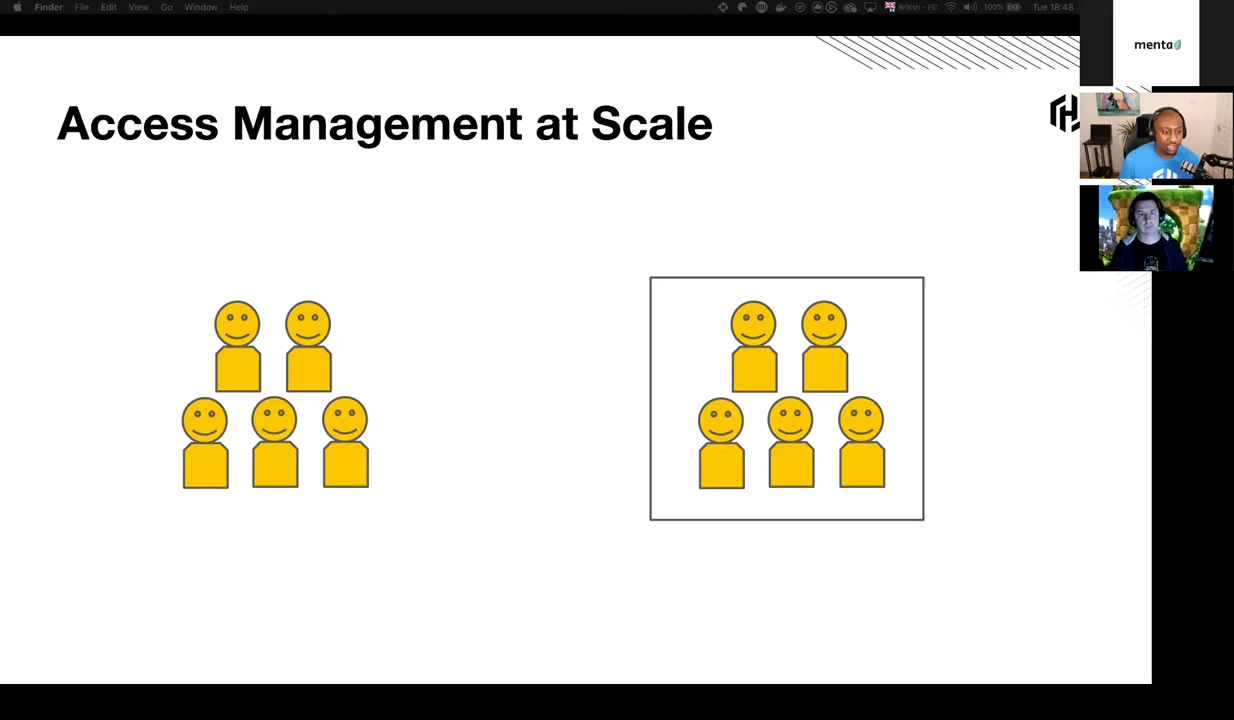 Finder File Edit View Go Window Help British - PC 100% Tue 18:48
menta
Access Management at Scale